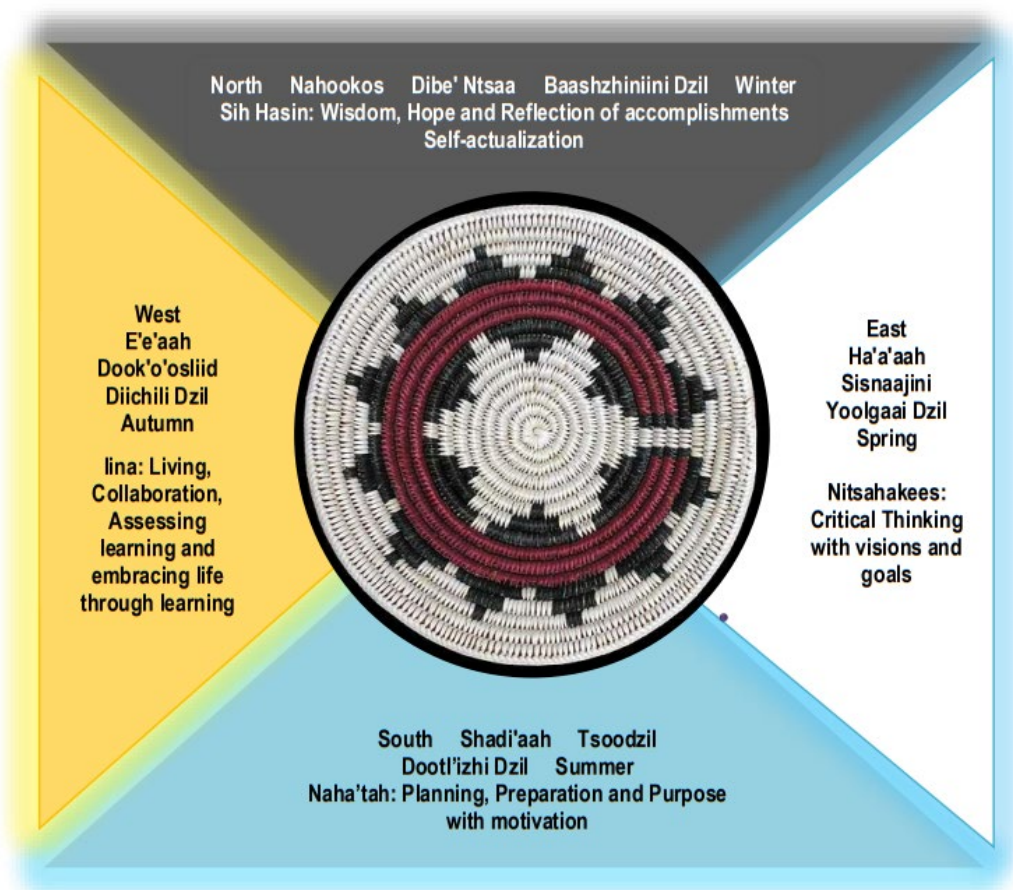 North Nahookos Dibe' Ntsaa Baashzhiniini Dzil Winter
Sih Hasin: Wisdom, Hope and Reflection of accomplishments
Self-actualization
West
E'e'aah
Dook'o'osliid
Diichili Dzil
Autumn
Iina: Living,
Collaboration,
Assessing
learning and
embracing life
through learning
East
Ha'a'aah
Sisnaajini
Yoolgaai Dzil
Spring
Nitsahakees:
Critical Thinking
with visions and
goals
South Shadi'aah Tsoodzil
Dootl'izhi Dzil Summer
Naha’tah: Planning, Preparation and Purpose
with motivation